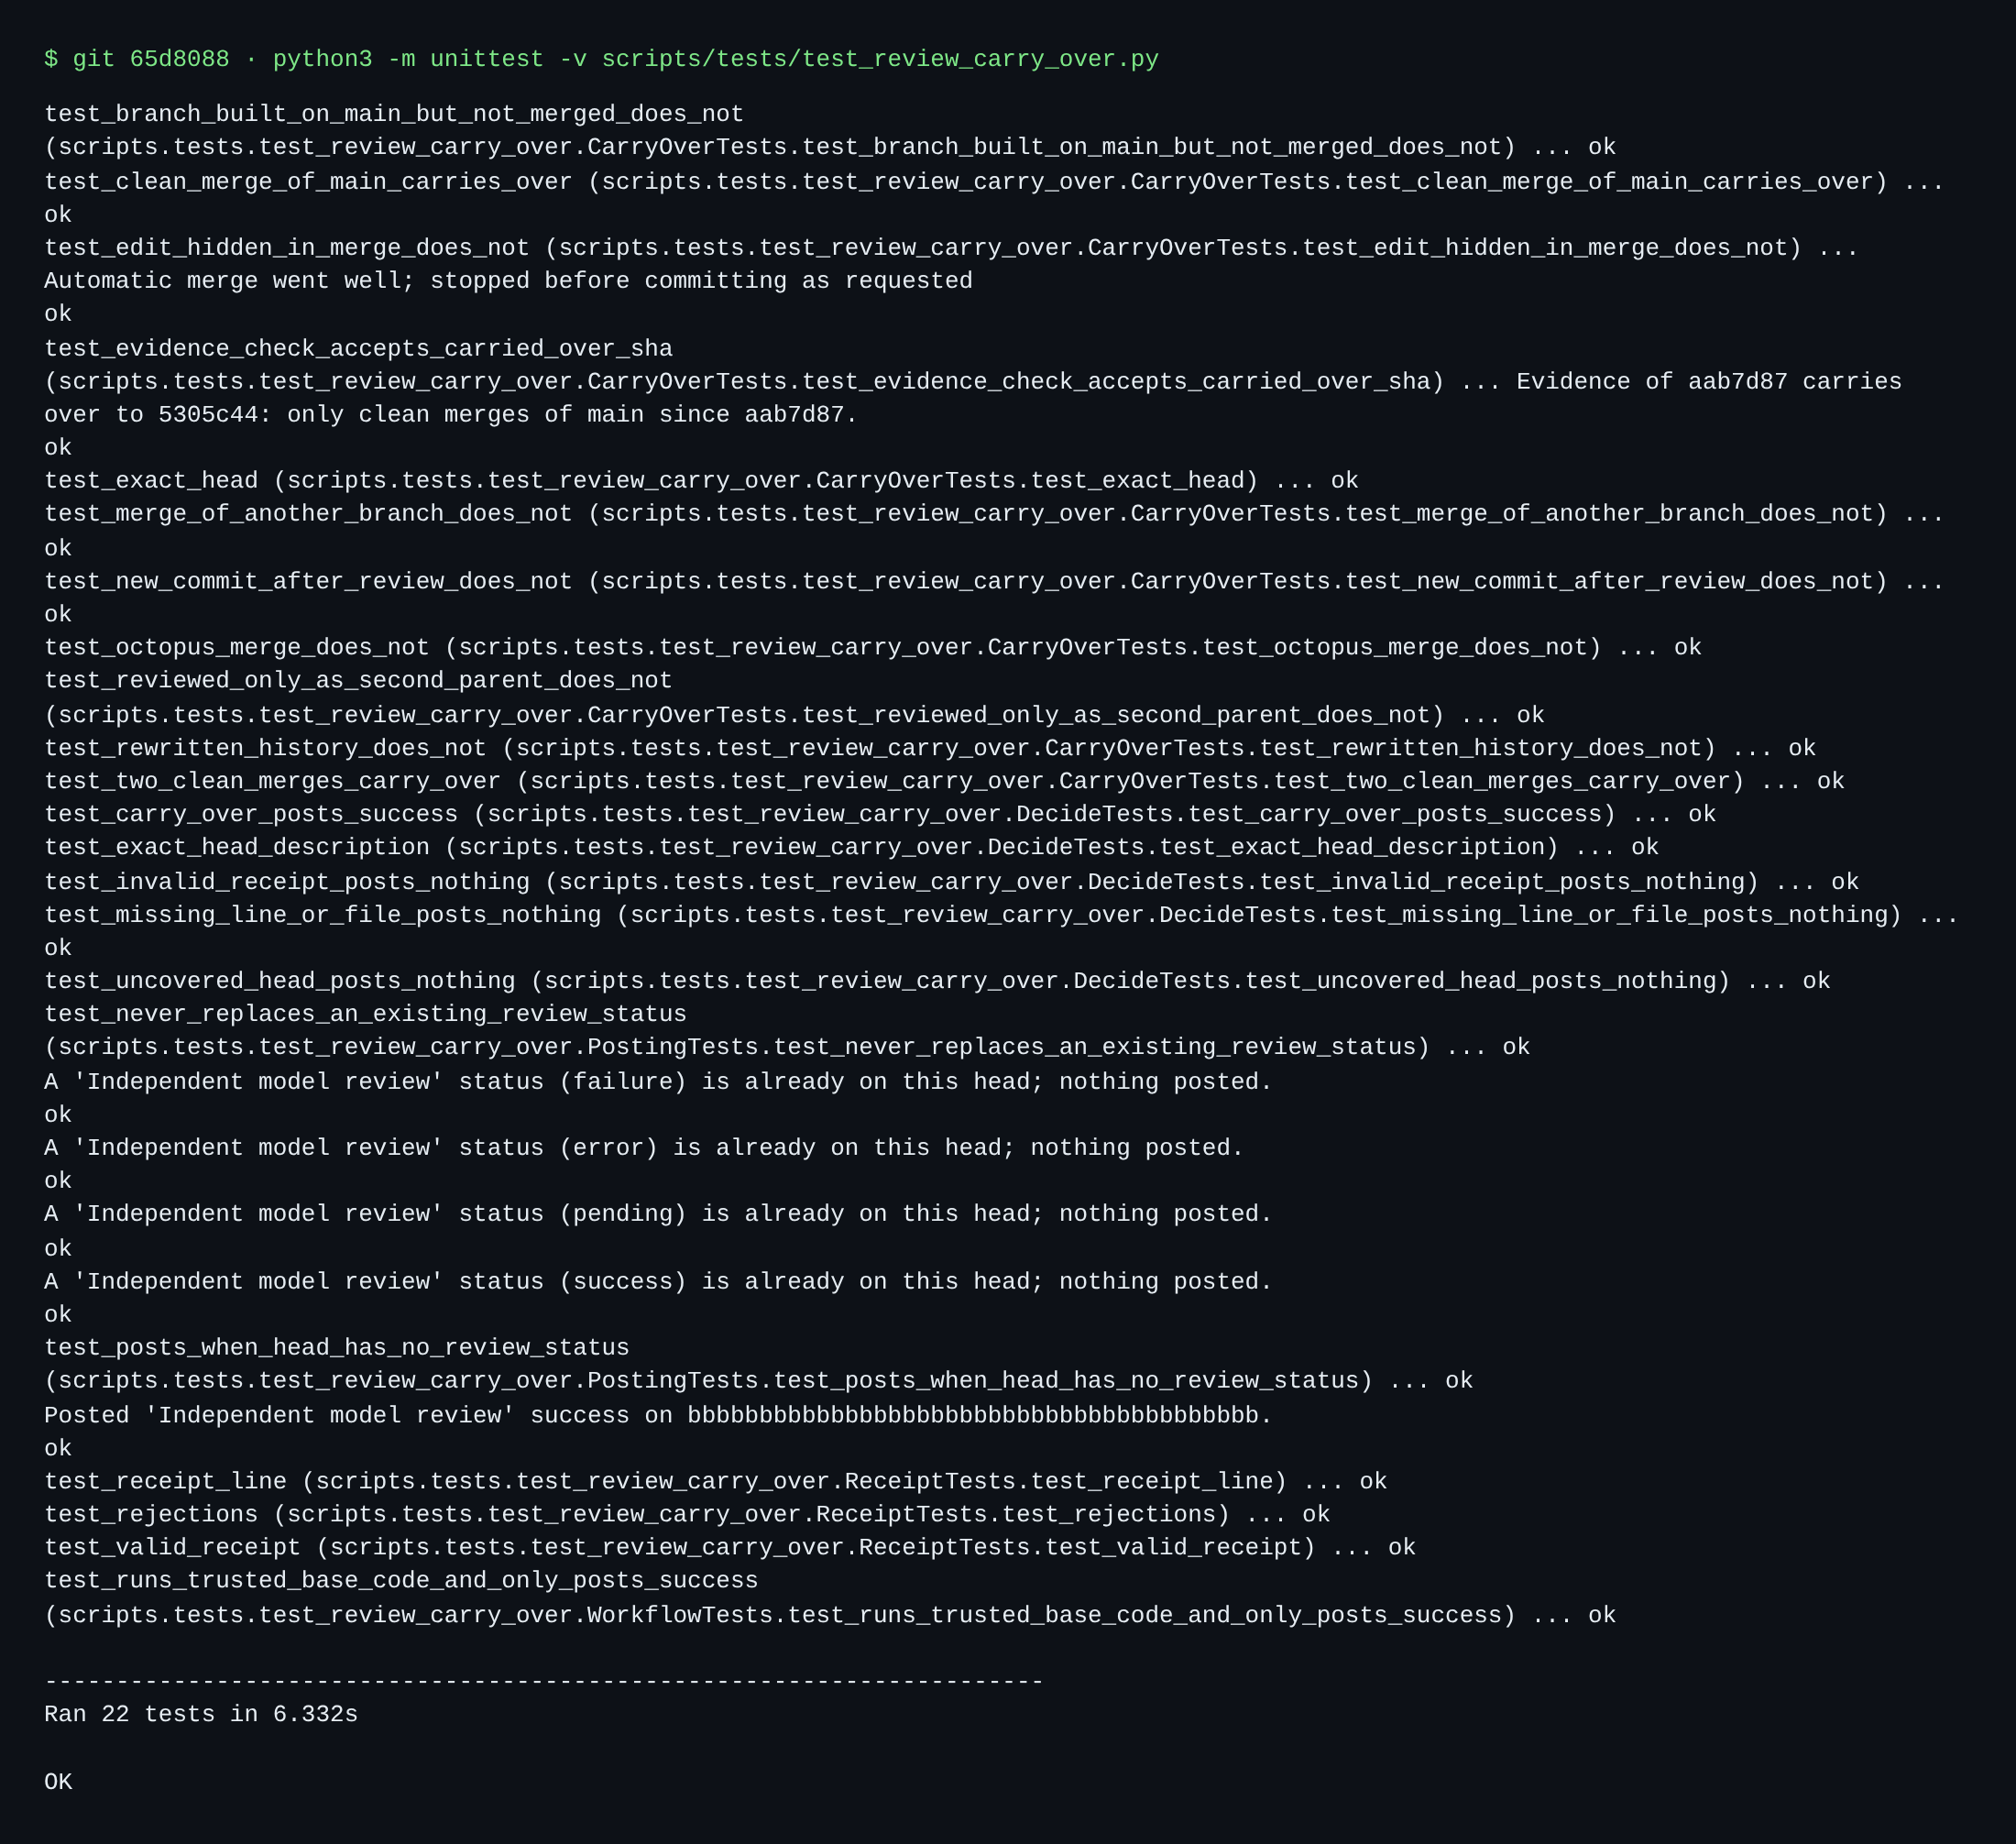 $ git 65d8088 · python3 -m unittest -v scripts/tests/test_review_carry_over.py
test_branch_built_on_main_but_not_merged_does_not
(scripts.tests.test_review_carry_over.CarryOverTests.test_branch_built_on_main_but_not_merged_does_not) ... ok
test_clean_merge_of_main_carries_over (scripts.tests.test_review_carry_over.CarryOverTests.test_clean_merge_of_main_carries_over) ...
ok
test_edit_hidden_in_merge_does_not (scripts.tests.test_review_carry_over.CarryOverTests.test_edit_hidden_in_merge_does_not) ...
Automatic merge went well; stopped before committing as requested
ok
test_evidence_check_accepts_carried_over_sha
(scripts.tests.test_review_carry_over.CarryOverTests.test_evidence_check_accepts_carried_over_sha) ... Evidence of aab7d87 carries
over to 5305c44: only clean merges of main since aab7d87.
ok
test_exact_head (scripts.tests.test_review_carry_over.CarryOverTests.test_exact_head) ... ok
test_merge_of_another_branch_does_not (scripts.tests.test_review_carry_over.CarryOverTests.test_merge_of_another_branch_does_not) ...
ok
test_new_commit_after_review_does_not (scripts.tests.test_review_carry_over.CarryOverTests.test_new_commit_after_review_does_not) ...
ok
test_octopus_merge_does_not (scripts.tests.test_review_carry_over.CarryOverTests.test_octopus_merge_does_not) ... ok
test_reviewed_only_as_second_parent_does_not
(scripts.tests.test_review_carry_over.CarryOverTests.test_reviewed_only_as_second_parent_does_not) ... ok
test_rewritten_history_does_not (scripts.tests.test_review_carry_over.CarryOverTests.test_rewritten_history_does_not) ... ok
test_two_clean_merges_carry_over (scripts.tests.test_review_carry_over.CarryOverTests.test_two_clean_merges_carry_over) ... ok
test_carry_over_posts_success (scripts.tests.test_review_carry_over.DecideTests.test_carry_over_posts_success) ... ok
test_exact_head_description (scripts.tests.test_review_carry_over.DecideTests.test_exact_head_description) ... ok
test_invalid_receipt_posts_nothing (scripts.tests.test_review_carry_over.DecideTests.test_invalid_receipt_posts_nothing) ... ok
test_missing_line_or_file_posts_nothing (scripts.tests.test_review_carry_over.DecideTests.test_missing_line_or_file_posts_nothing) ...
ok
test_uncovered_head_posts_nothing (scripts.tests.test_review_carry_over.DecideTests.test_uncovered_head_posts_nothing) ... ok
test_never_replaces_an_existing_review_status
(scripts.tests.test_review_carry_over.PostingTests.test_never_replaces_an_existing_review_status) ... ok
A 'Independent model review' status (failure) is already on this head; nothing posted.
ok
A 'Independent model review' status (error) is already on this head; nothing posted.
ok
A 'Independent model review' status (pending) is already on this head; nothing posted.
ok
A 'Independent model review' status (success) is already on this head; nothing posted.
ok
test_posts_when_head_has_no_review_status
(scripts.tests.test_review_carry_over.PostingTests.test_posts_when_head_has_no_review_status) ... ok
Posted 'Independent model review' success on bbbbbbbbbbbbbbbbbbbbbbbbbbbbbbbbbbbbbbbb.
ok
test_receipt_line (scripts.tests.test_review_carry_over.ReceiptTests.test_receipt_line) ... ok
test_rejections (scripts.tests.test_review_carry_over.ReceiptTests.test_rejections) ... ok
test_valid_receipt (scripts.tests.test_review_carry_over.ReceiptTests.test_valid_receipt) ... ok
test_runs_trusted_base_code_and_only_posts_success
(scripts.tests.test_review_carry_over.WorkflowTests.test_runs_trusted_base_code_and_only_posts_success) ... ok
----------------------------------------------------------------------
Ran 22 tests in 6.332s
OK